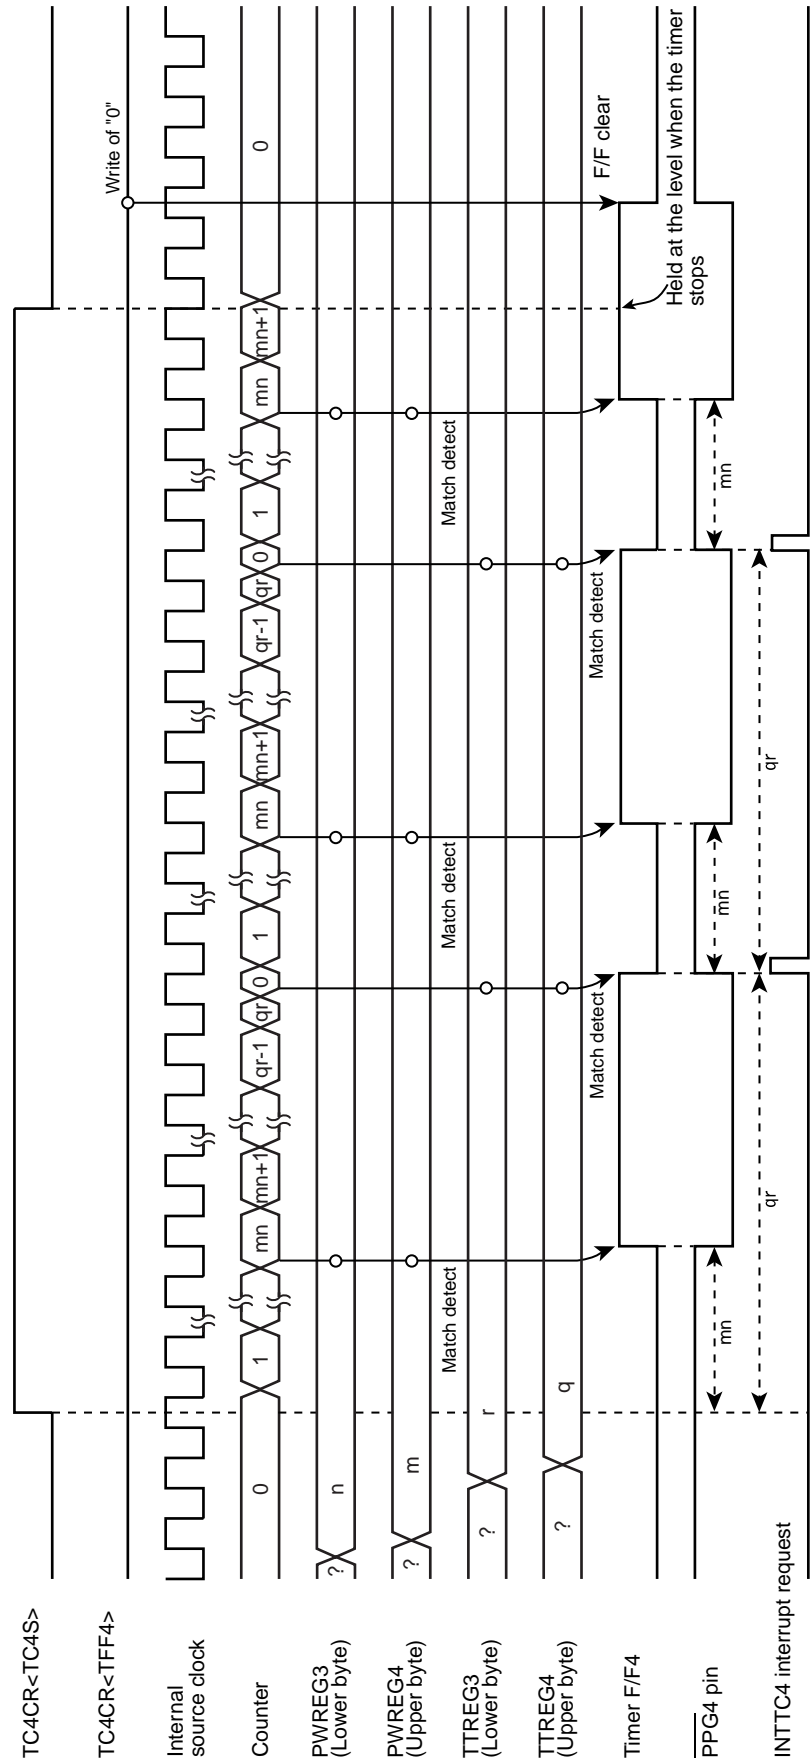 TC4CR<TC4S>
TC4CR<TFF4>
Write of "0"
Internal
source clock
Counter
0 1 mn mn+1 qr-1 qr 0 1 mn mn+1 qr-1 qr 0 1 mn mn+1 0
PWREG3
(Lower byte)
? n
PWREG4
(Upper byte)
? m
Match detect
Match detect
Match detect
TTREG3
(Lower byte)
? r
TTREG4
(Upper byte)
? q
Match detect
Match detect
F/F clear
Timer F/F4
Held at the level when the timer
stops
PPG4 pin
mn
mn
mn
qr
qr
INTTC4 interrupt request